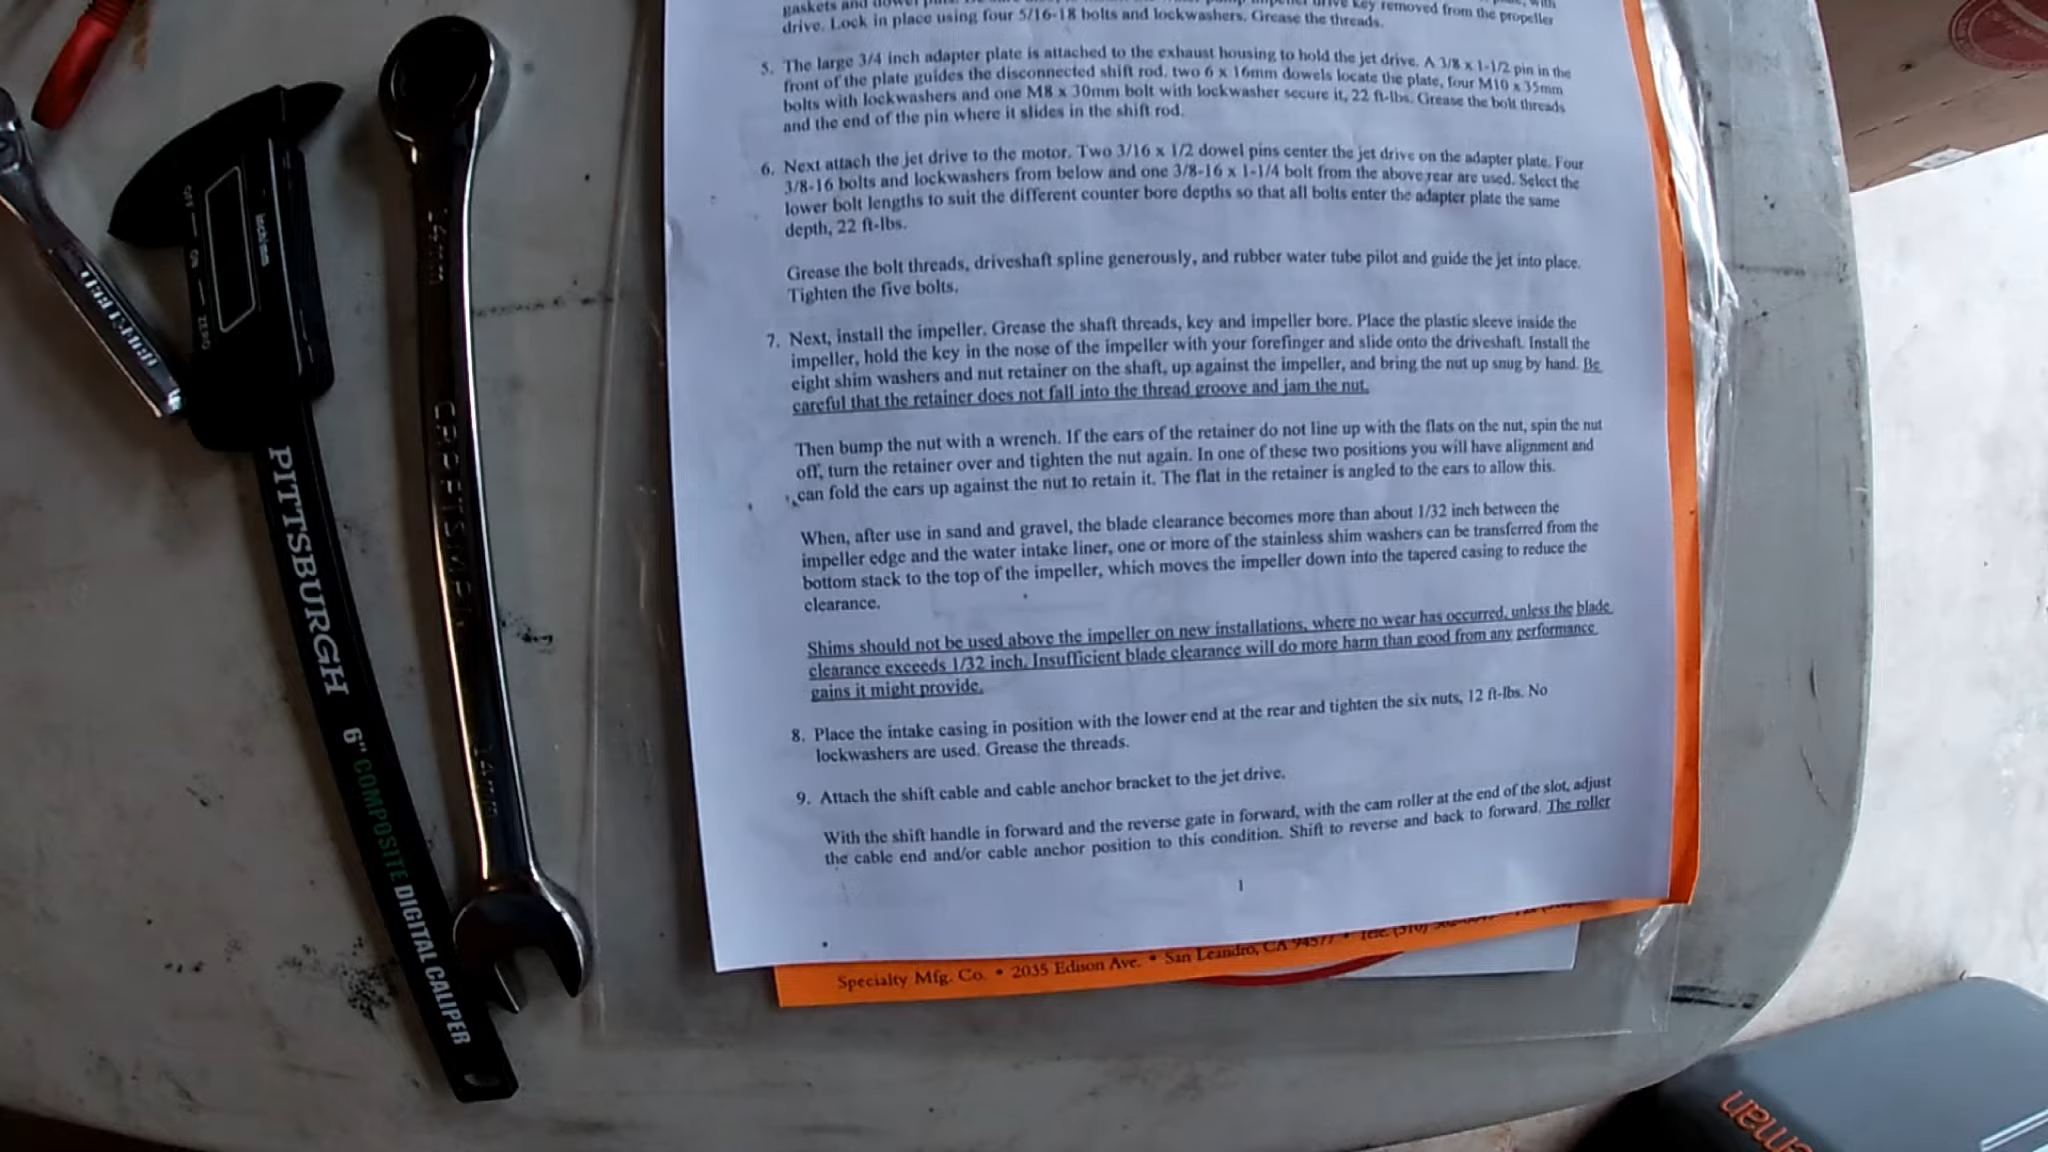 gaskets and
key removed from the propeller
drive. Lock in place using four 5/16-18 bolts and lockwashers. Grease the threads.
5. The large 3/4 inch adapter plate is attached to the exhaust housing to hold the jet drive. A 3/8 x 1-1/2 pin in the
front of the plate guides the disconnected shift rod, two 6 x 16mm dowels locate the plate, four M10 x 35mm
bolts with lockwashers and one M8 x 30mm bolt with lockwasher secure it, 22 ft-lbs. Grease the bolt threads
and the end of the pin where it slides in the shift rod.
6. Next attach the jet drive to the motor. Two 3/16 x 1/2 dowel pins center the jet drive on the adapter plate. Four
3/8-16 bolts and lockwashers from below and one 3/8-16 x 1-1/4 bolt from the above rear are used. Select the
lower bolt lengths to suit the different counter bore depths so that all bolts enter the adapter plate the same
depth, 22 ft-lbs.
Grease the bolt threads, driveshaft spline generously, and rubber water tube pilot and guide the jet into place.
Tighten the five bolts.
7. Next, install the impeller. Grease the shaft threads, key and impeller bore. Place the plastic sleeve inside the
impeller, hold the key in the nose of the impeller with your forefinger and slide onto the driveshaft. Install the
eight shim washers and nut retainer on the shaft, up against the impeller, and bring the nut up snug by hand. Be
careful that the retainer does not fall into the thread groove and jam the nut.
Then bump the nut with a wrench. If the ears of the retainer do not line up with the flats on the nut, spin the nut
off, turn the retainer over and tighten the nut again. In one of these two positions you will have alignment and
can fold the ears up against the nut to retain it. The flat in the retainer is angled to the ears to allow this.
When, after use in sand and gravel, the blade clearance becomes more than about 1/32 inch between the
impeller edge and the water intake liner, one or more of the stainless shim washers can be transferred from the
bottom stack to the top of the impeller, which moves the impeller down into the tapered casing to reduce the
clearance.
Shims should not be used above the impeller on new installations, where no wear has occurred, unless the blade
clearance exceeds 1/32 inch. Insufficient blade clearance will do more harm than good from any performance
gains it might provide.
8. Place the intake casing in position with the lower end at the rear and tighten the six nuts, 12 ft-lbs. No
lockwashers are used. Grease the threads.
9. Attach the shift cable and cable anchor bracket to the jet drive.
With the shift handle in forward and the reverse gate in forward, with the cam roller at the end of the slot, adjust
the cable end and/or cable anchor position to this condition. Shift to reverse and back to forward. The roller
1
Specialty Mfg. Co. • 2035 Edison Ave. • San Leandro, CA 94577 • Tele. (510)
PITTSBURGH 6" COMPOSITE DIGITAL CALIPER
OFF ON ZERO
inch/mm
CRAFTSMAN
14mm